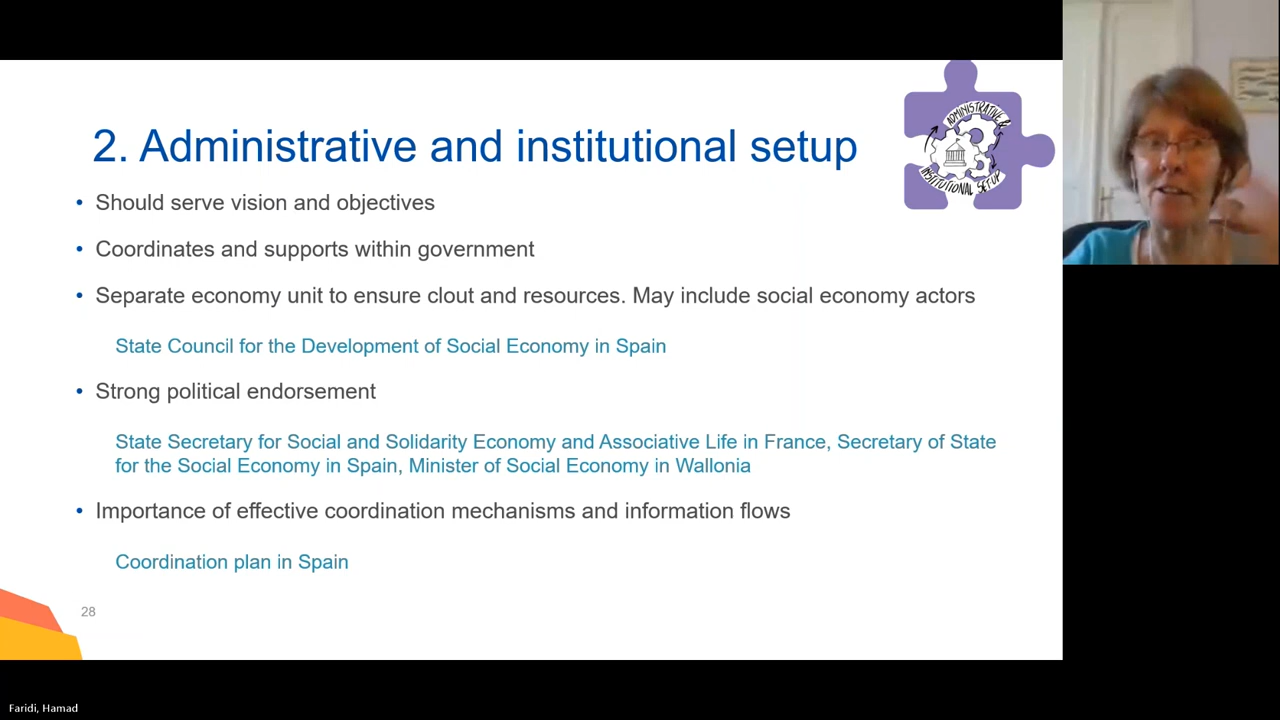 2. Administrative and institutional setup
ADMINISTRATIVE &
INSTITUTIONAL SETUP
• Should serve vision and objectives
• Coordinates and supports within government
• Separate economy unit to ensure clout and resources. May include social economy actors
State Council for the Development of Social Economy in Spain
• Strong political endorsement
State Secretary for Social and Solidarity Economy and Associative Life in France, Secretary of State
for the Social Economy in Spain, Minister of Social Economy in Wallonia
• Importance of effective coordination mechanisms and information flows
Coordination plan in Spain
28
Faridi, Hamad